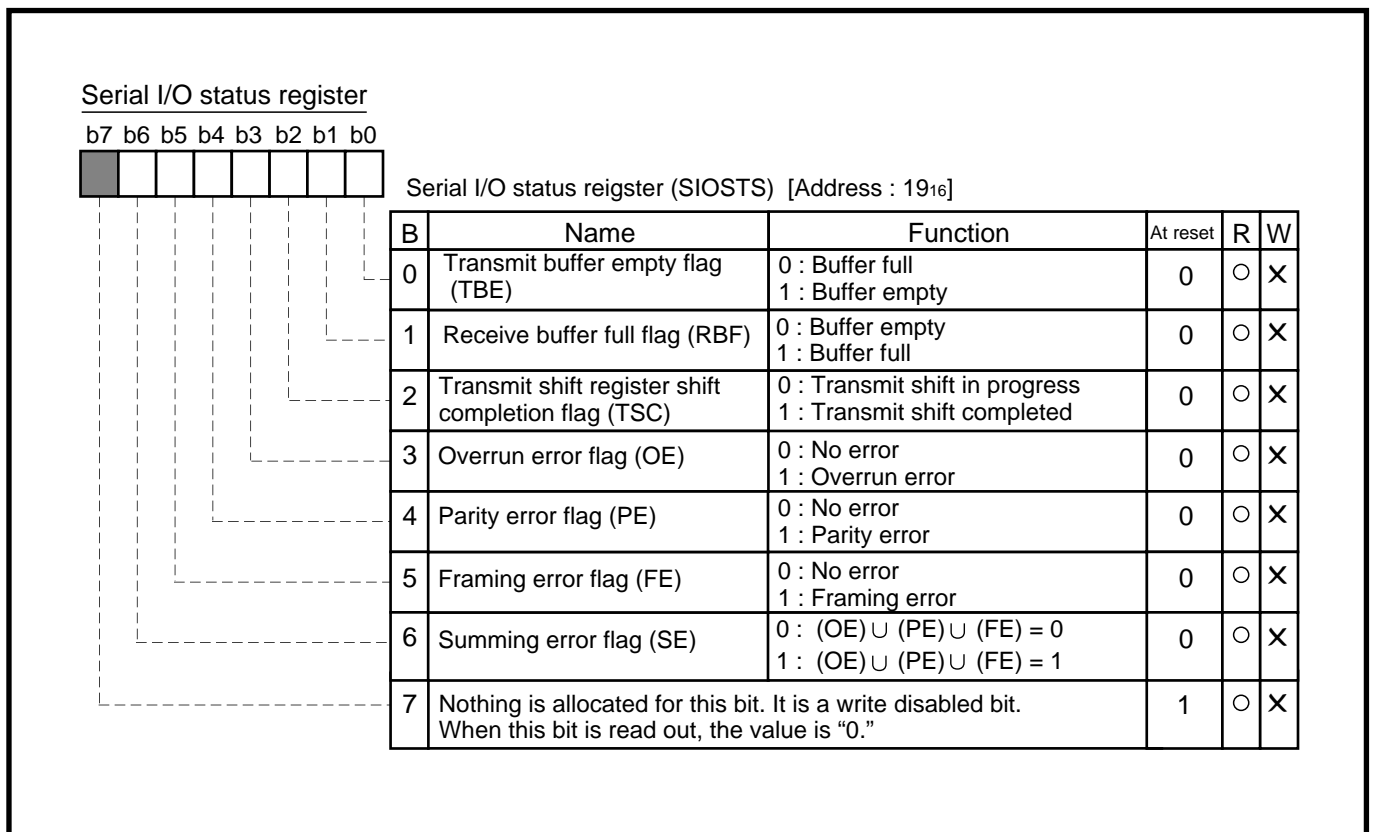 Serial I/O status register
b7 b6 b5 b4 b3 b2 b1 b0
Serial I/O status reigster (SIOSTS) [Address : 19₁₆]
B Name Function At reset R W
0 Transmit buffer empty flag (TBE) 0 : Buffer full 0 ○ ✕
1 : Buffer empty
1 Receive buffer full flag (RBF) 0 : Buffer empty 0 ○ ✕
1 : Buffer full
2 Transmit shift register shift completion flag (TSC) 0 : Transmit shift in progress 0 ○ ✕
1 : Transmit shift completed
3 Overrun error flag (OE) 0 : No error 0 ○ ✕
1 : Overrun error
4 Parity error flag (PE) 0 : No error 0 ○ ✕
1 : Parity error
5 Framing error flag (FE) 0 : No error 0 ○ ✕
1 : Framing error
6 Summing error flag (SE) 0 : (OE) ∪ (PE) ∪ (FE) = 0 0 ○ ✕
1 : (OE) ∪ (PE) ∪ (FE) = 1
7 Nothing is allocated for this bit. It is a write disabled bit. 1 ○ ✕
When this bit is read out, the value is “0.”